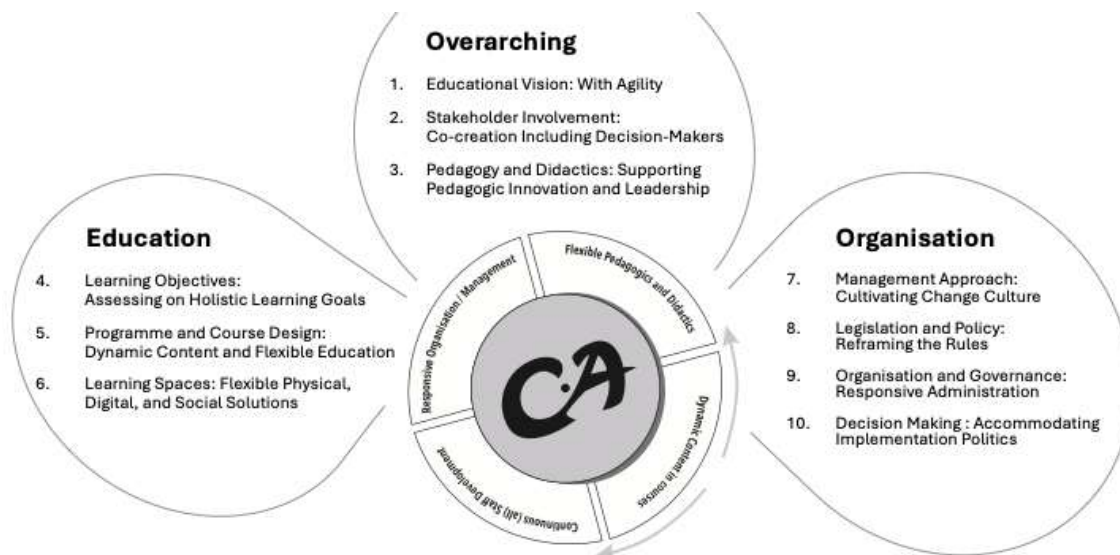 Overarching
1. Educational Vision: With Agility
2. Stakeholder Involvement:
Co-creation Including Decision-Makers
3. Pedagogy and Didactics: Supporting
Pedagogic Innovation and Leadership
Education
4. Learning Objectives:
Assessing on Holistic Learning Goals
5. Programme and Course Design:
Dynamic Content and Flexible Education
6. Learning Spaces: Flexible Physical,
Digital, and Social Solutions
Responsive Organisation / Management
Flexible Pedagogics and Didactics
Dynamic Content in courses
Continuous (all) Staff Development
C.A
Organisation
7. Management Approach:
Cultivating Change Culture
8. Legislation and Policy:
Reframing the Rules
9. Organisation and Governance:
Responsive Administration
10. Decision Making : Accommodating
Implementation Politics